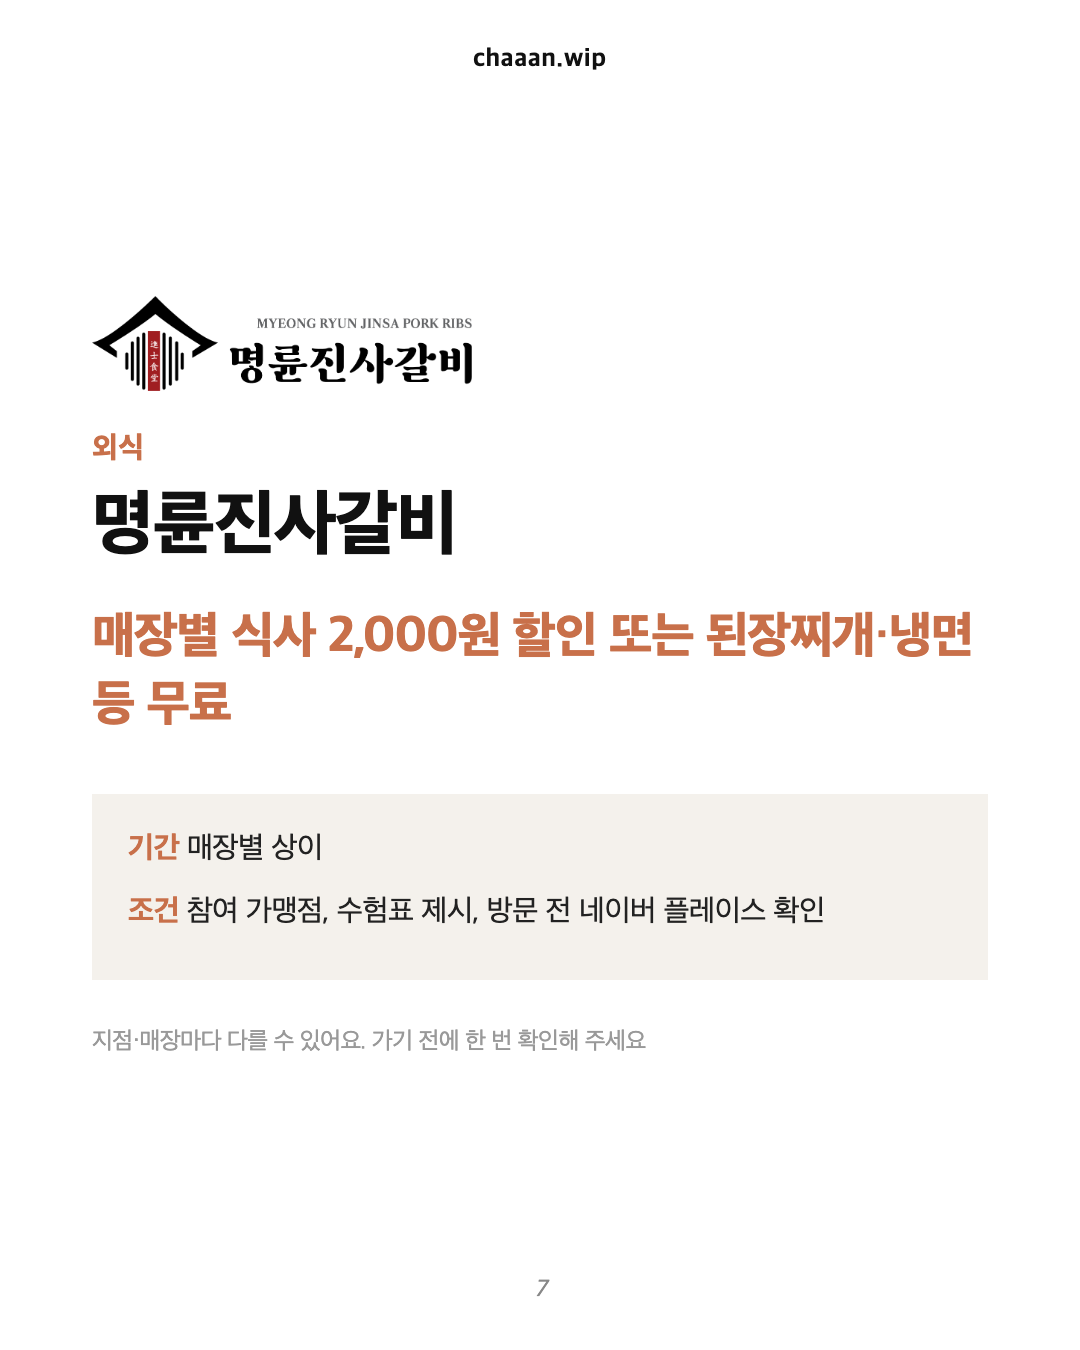 chaaan.wip
MYEONG RYUN JINSA PORK RIBS
進士食堂
명륜진사갈비
외식
명륜진사갈비
매장별 식사 2,000원 할인 또는 된장찌개·냉면
등 무료
기간 매장별 상이
조건 참여 가맹점, 수험표 제시, 방문 전 네이버 플레이스 확인
지점·매장마다 다를 수 있어요. 가기 전에 한 번 확인해 주세요
7